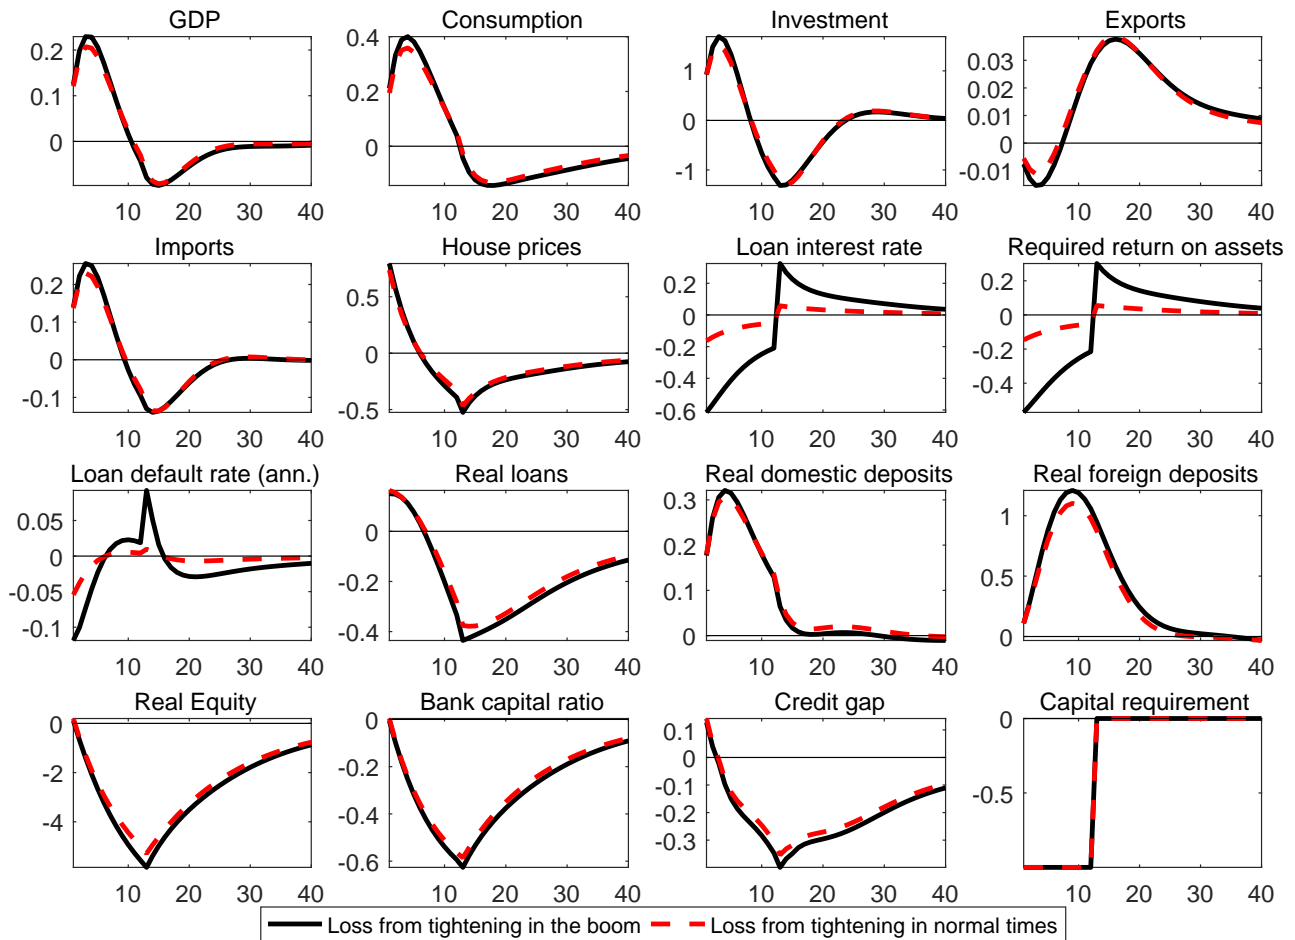 GDP
0.2
0.1
0
10 20 30 40
Consumption
0.4
0.2
0
10 20 30 40
Investment
1
0
-1
10 20 30 40
Exports
0.03
0.02
0.01
0
-0.01
10 20 30 40
Imports
0.2
0.1
0
-0.1
10 20 30 40
House prices
0.5
0
-0.5
10 20 30 40
Loan interest rate
0.2
0
-0.2
-0.4
-0.6
10 20 30 40
Required return on assets
0.2
0
-0.2
-0.4
10 20 30 40
Loan default rate (ann.)
0.05
0
-0.05
-0.1
10 20 30 40
Real loans
0
-0.2
-0.4
10 20 30 40
Real domestic deposits
0.3
0.2
0.1
0
10 20 30 40
Real foreign deposits
1
0.5
0
10 20 30 40
Real Equity
0
-2
-4
10 20 30 40
Bank capital ratio
0
-0.2
-0.4
-0.6
10 20 30 40
Credit gap
0.1
0
-0.1
-0.2
-0.3
10 20 30 40
Capital requirement
0
-0.5
10 20 30 40
Loss from tightening in the boom
Loss from tightening in normal times